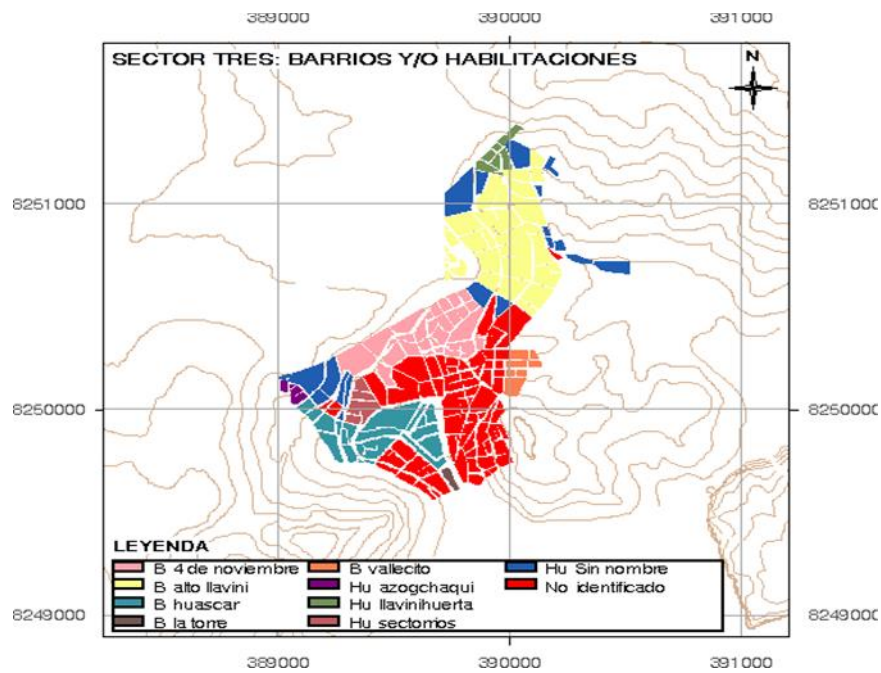 389000 390000 391000
SECTOR TRES: BARRIOS Y/O HABILITACIONES
N
8251000 8251000
8250000 8250000
LEYENDA
B 4 de noviembre B vallecito Hu Sin nombre
B alto llavini Hu azogchaqui No identificado
B huascar Hu llavinihuerta
B la torre Hu sectorrios
8249000 8249000
389000 390000 391000